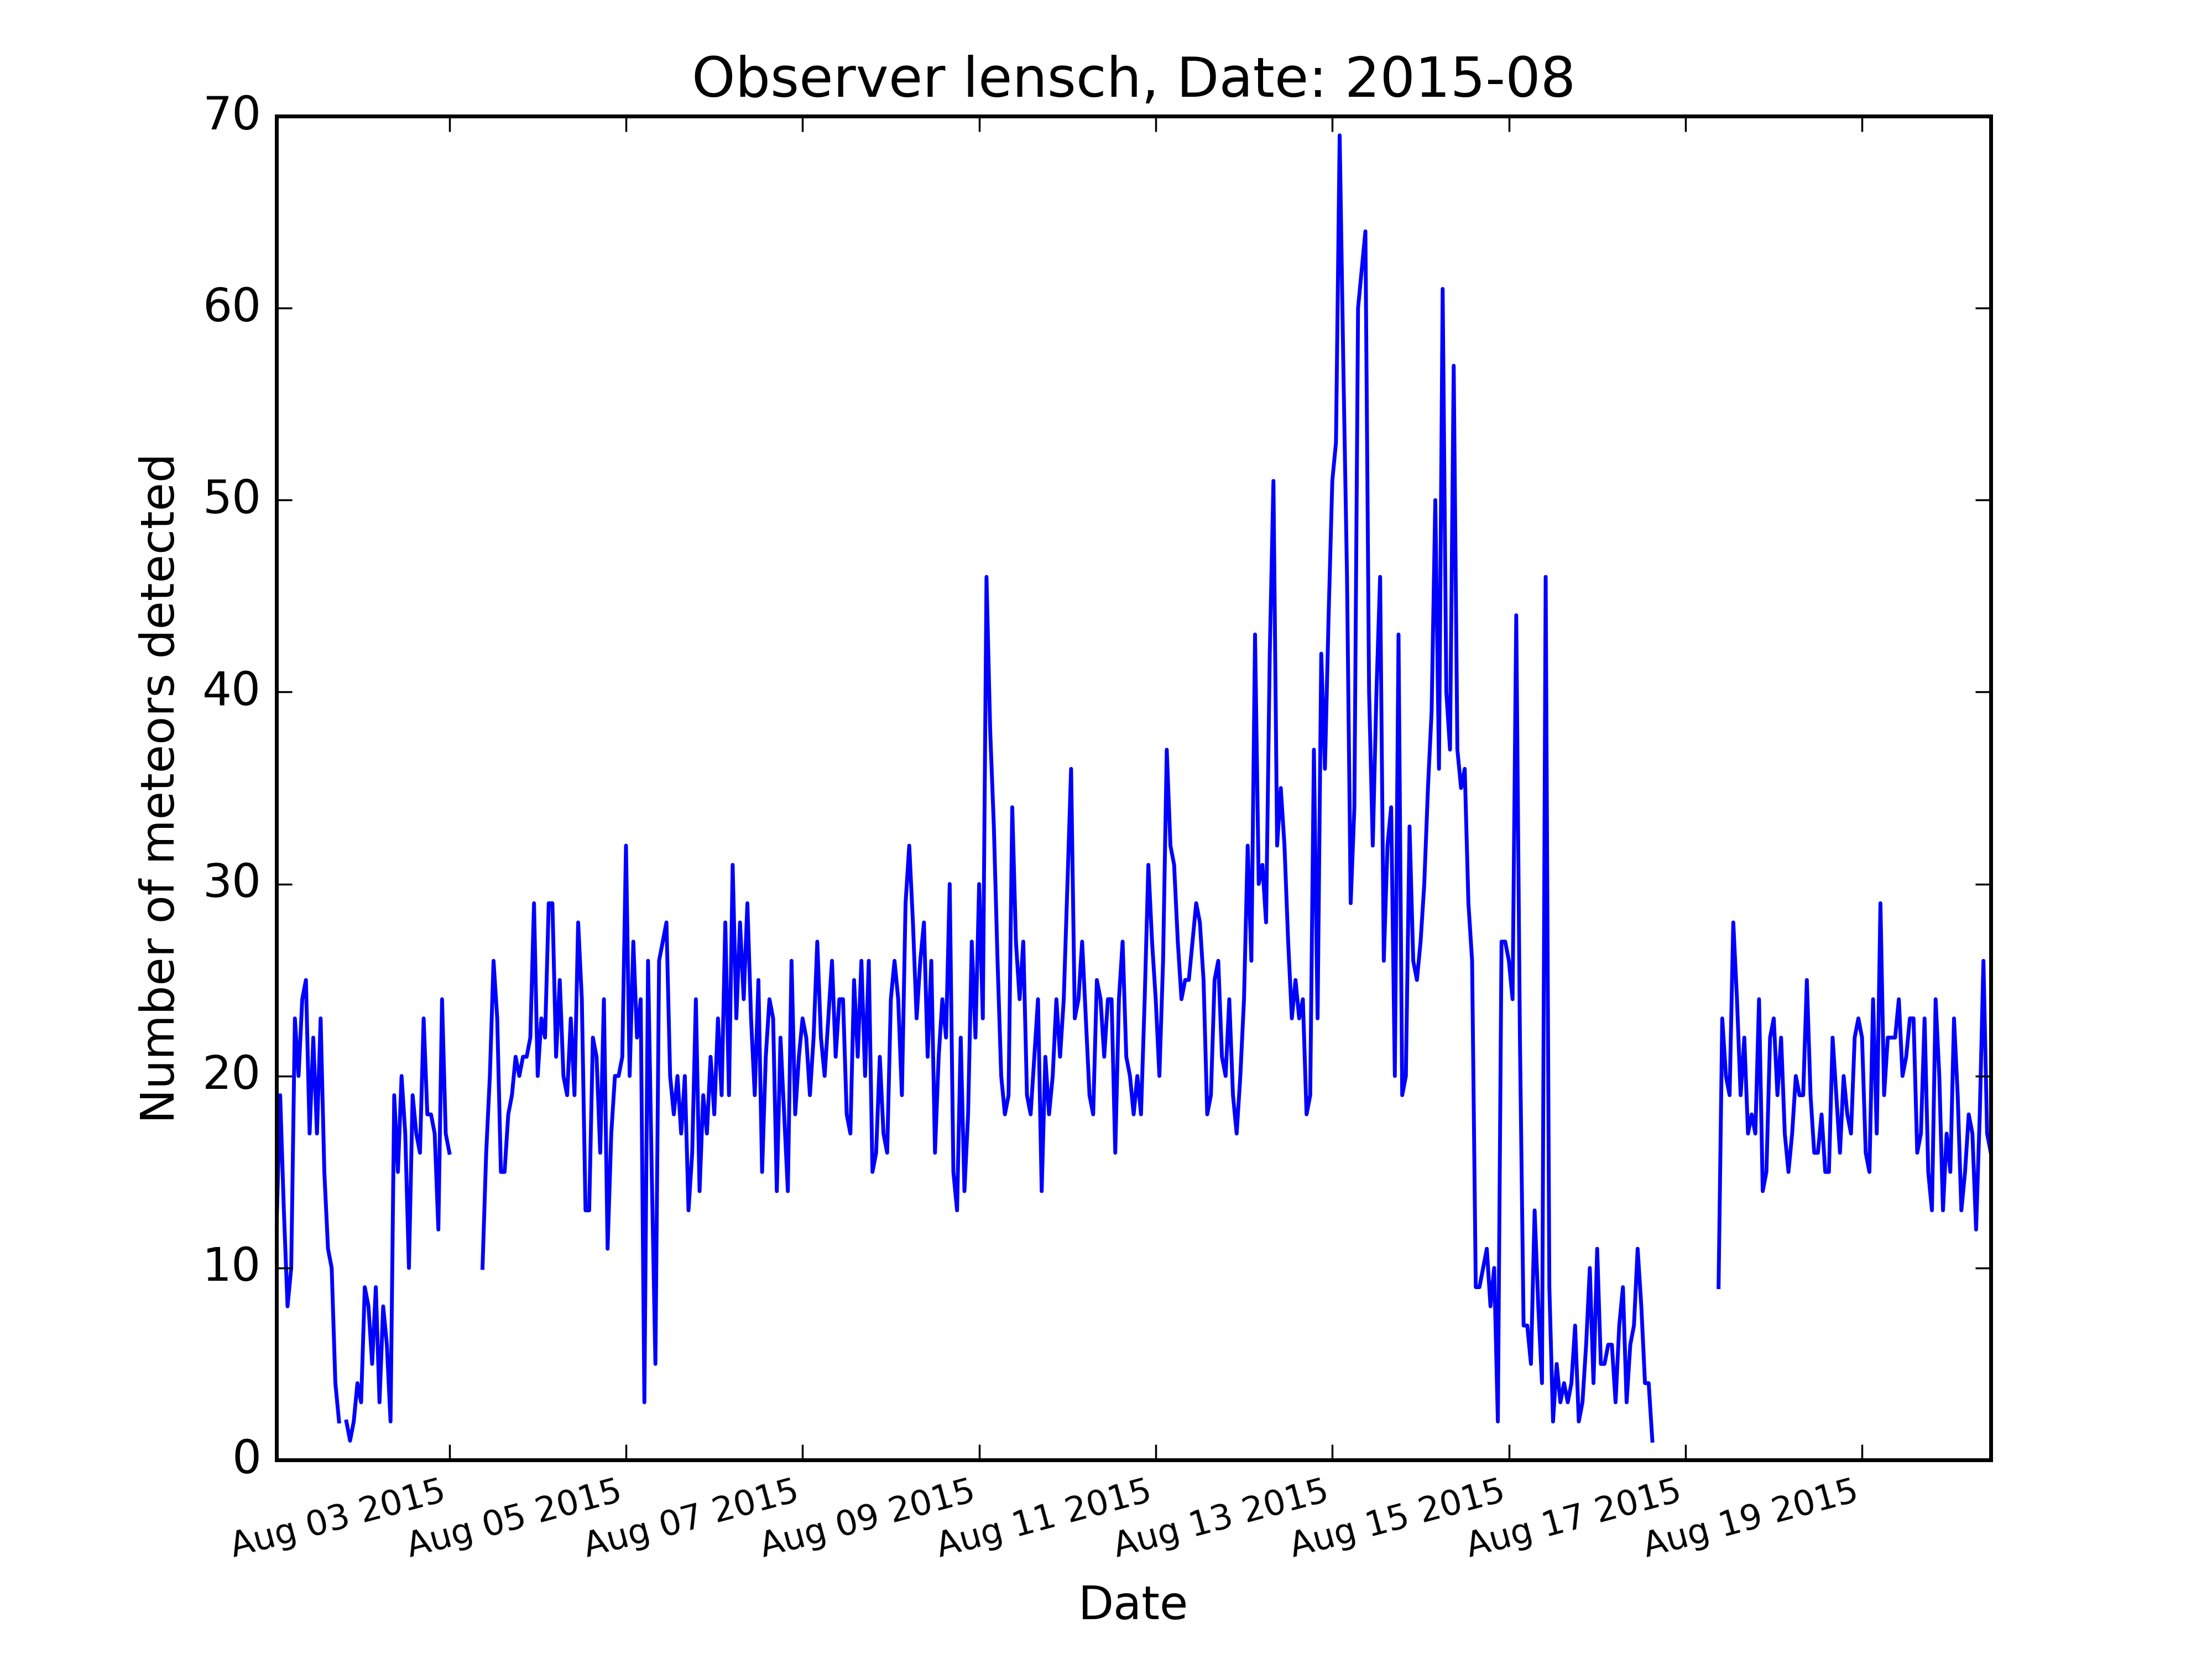 Observer lensch, Date: 2015-08
70
60
50
40
30
20
10
0
Number of meteors detected
Aug 03 2015
Aug 05 2015
Aug 07 2015
Aug 09 2015
Aug 11 2015
Aug 13 2015
Aug 15 2015
Aug 17 2015
Aug 19 2015
Date